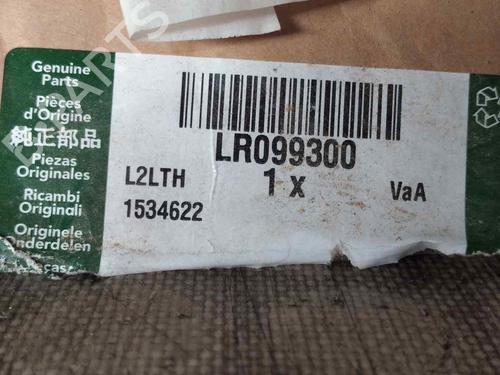 Genuine
Parts
Pièces
d'Origine
純正部品
Piezas
Originales
Ricambi
Originali
Originele
Onderdelen
LR099300
L2LTH
1 X
VaA
1534622